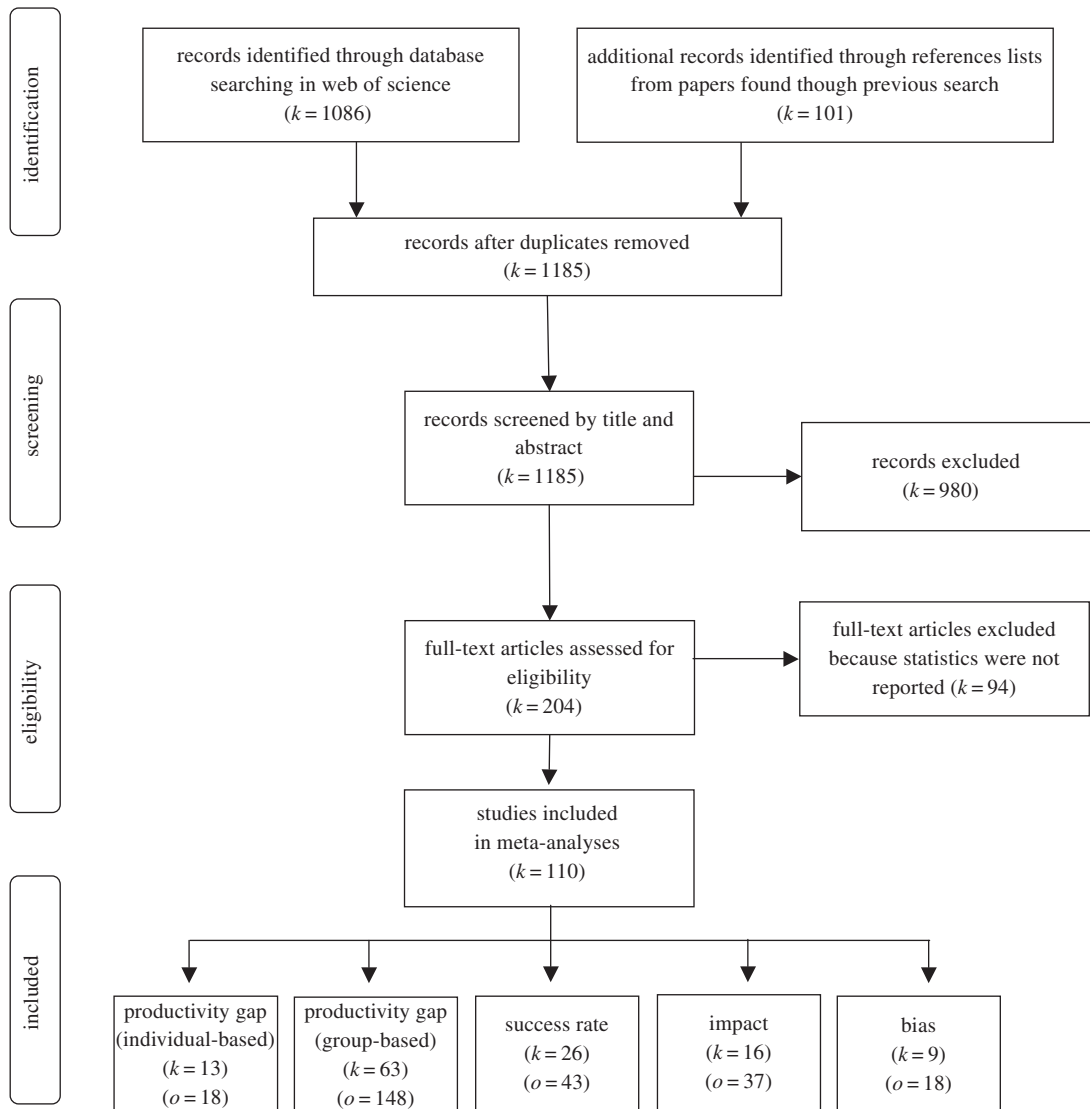 identification
records identified through database
searching in web of science
(k = 1086)
additional records identified through references lists
from papers found though previous search
(k = 101)
records after duplicates removed
(k = 1185)
screening
records screened by title and
abstract
(k = 1185)
records excluded
(k = 980)
eligibility
full-text articles assessed for
eligibility
(k = 204)
full-text articles excluded
because statistics were not
reported (k = 94)
studies included
in meta-analyses
(k = 110)
included
productivity gap
(individual-based)
(k = 13)
(o = 18)
productivity gap
(group-based)
(k = 63)
(o = 148)
success rate
(k = 26)
(o = 43)
impact
(k = 16)
(o = 37)
bias
(k = 9)
(o = 18)